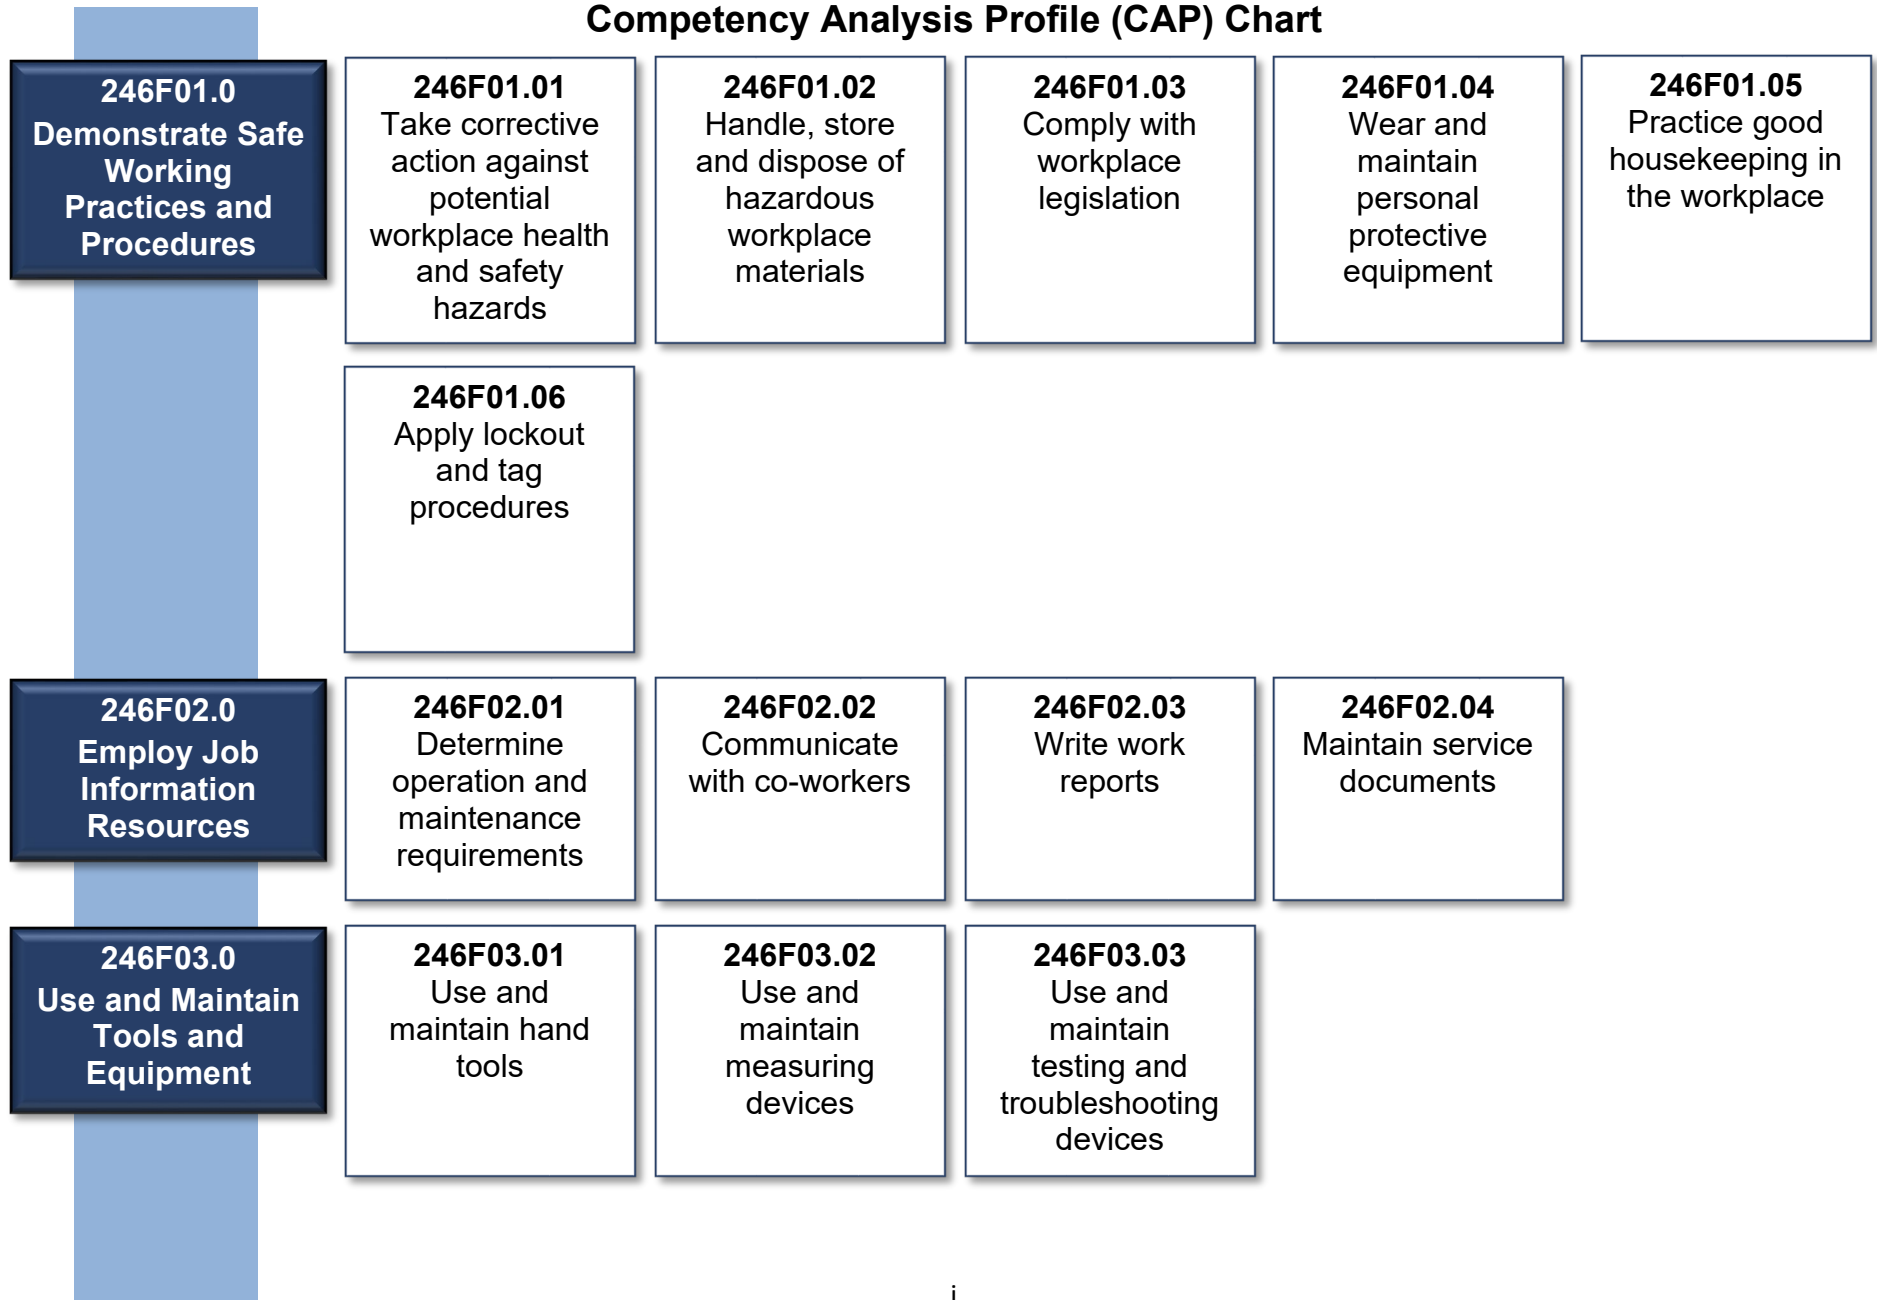 Competency Analysis Profile (CAP) Chart
246F01.0
Demonstrate Safe
Working
Practices and
Procedures
246F01.01
Take corrective
action against
potential
workplace health
and safety
hazards
246F01.02
Handle, store
and dispose of
hazardous
workplace
materials
246F01.03
Comply with
workplace
legislation
246F01.04
Wear and
maintain
personal
protective
equipment
246F01.05
Practice good
housekeeping in
the workplace
246F01.06
Apply lockout
and tag
procedures
246F02.0
Employ Job
Information
Resources
246F02.01
Determine
operation and
maintenance
requirements
246F02.02
Communicate
with co-workers
246F02.03
Write work
reports
246F02.04
Maintain service
documents
246F03.0
Use and Maintain
Tools and
Equipment
246F03.01
Use and
maintain hand
tools
246F03.02
Use and
maintain
measuring
devices
246F03.03
Use and
maintain
testing and
troubleshooting
devices
i